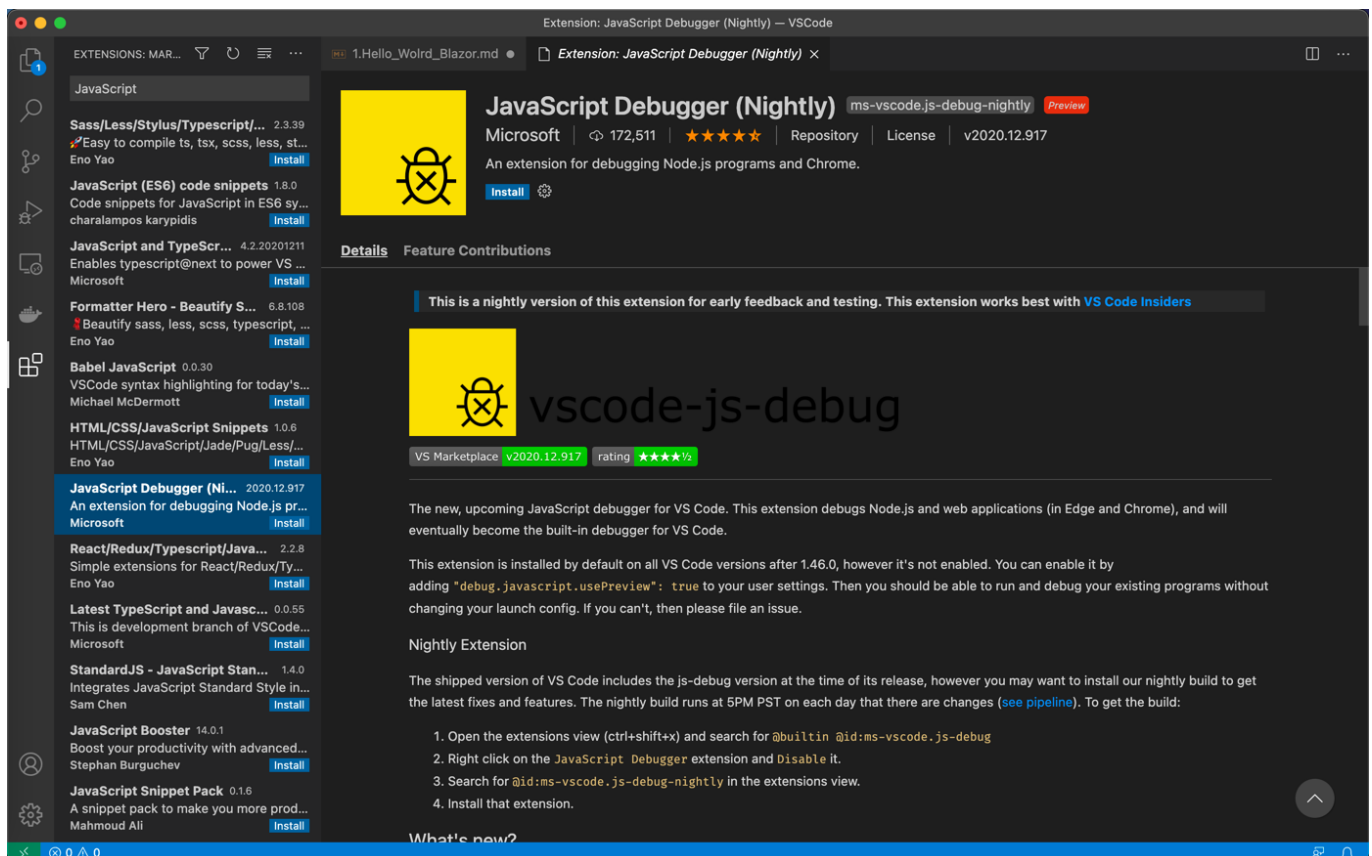 Extension: JavaScript Debugger (Nightly) — VSCode
EXTENSIONS: MAR...
1.Hello_Wolrd_Blazor.md
Extension: JavaScript Debugger (Nightly)
1
JavaScript
Sass/Less/Stylus/Typescript/... 2.3.39
Easy to compile ts, tsx, scss, less, st...
Eno Yao Install
JavaScript (ES6) code snippets 1.8.0
Code snippets for JavaScript in ES6 sy...
charalampos karypidis Install
JavaScript and TypeScr... 4.2.20201211
Enables typescript@next to power VS ...
Microsoft Install
Formatter Hero - Beautify S... 6.8.108
Beautify sass, less, scss, typescript, ...
Eno Yao Install
Babel JavaScript 0.0.30
VSCode syntax highlighting for today's...
Michael McDermott Install
HTML/CSS/JavaScript Snippets 1.0.6
HTML/CSS/JavaScript/Jade/Pug/Less/...
Eno Yao Install
JavaScript Debugger (Ni... 2020.12.917
An extension for debugging Node.js pr...
Microsoft Install
React/Redux/Typescript/Java... 2.2.8
Simple extensions for React/Redux/Ty...
Eno Yao Install
Latest TypeScript and Javasc... 0.0.55
This is development branch of VSCode...
Microsoft Install
StandardJS - JavaScript Stan... 1.4.0
Integrates JavaScript Standard Style in...
Sam Chen Install
JavaScript Booster 14.0.1
Boost your productivity with advanced...
Stephan Burguchev Install
JavaScript Snippet Pack 0.1.6
A snippet pack to make you more prod...
Mahmoud Ali Install
JavaScript Debugger (Nightly) ms-vscode.js-debug-nightly Preview
Microsoft 172,511 Repository License v2020.12.917
An extension for debugging Node.js programs and Chrome.
Install
Details Feature Contributions
This is a nightly version of this extension for early feedback and testing. This extension works best with VS Code Insiders
vscode-js-debug
VS Marketplace v2020.12.917 rating ★★★★½
The new, upcoming JavaScript debugger for VS Code. This extension debugs Node.js and web applications (in Edge and Chrome), and will
eventually become the built-in debugger for VS Code.
This extension is installed by default on all VS Code versions after 1.46.0, however it's not enabled. You can enable it by
adding "debug.javascript.usePreview": true to your user settings. Then you should be able to run and debug your existing programs without
changing your launch config. If you can't, then please file an issue.
Nightly Extension
The shipped version of VS Code includes the js-debug version at the time of its release, however you may want to install our nightly build to get
the latest fixes and features. The nightly build runs at 5PM PST on each day that there are changes (see pipeline). To get the build:
1. Open the extensions view (ctrl+shift+x) and search for @builtin @id:ms-vscode.js-debug
2. Right click on the JavaScript Debugger extension and Disable it.
3. Search for @id:ms-vscode.js-debug-nightly in the extensions view.
4. Install that extension.
What's new?
0 0